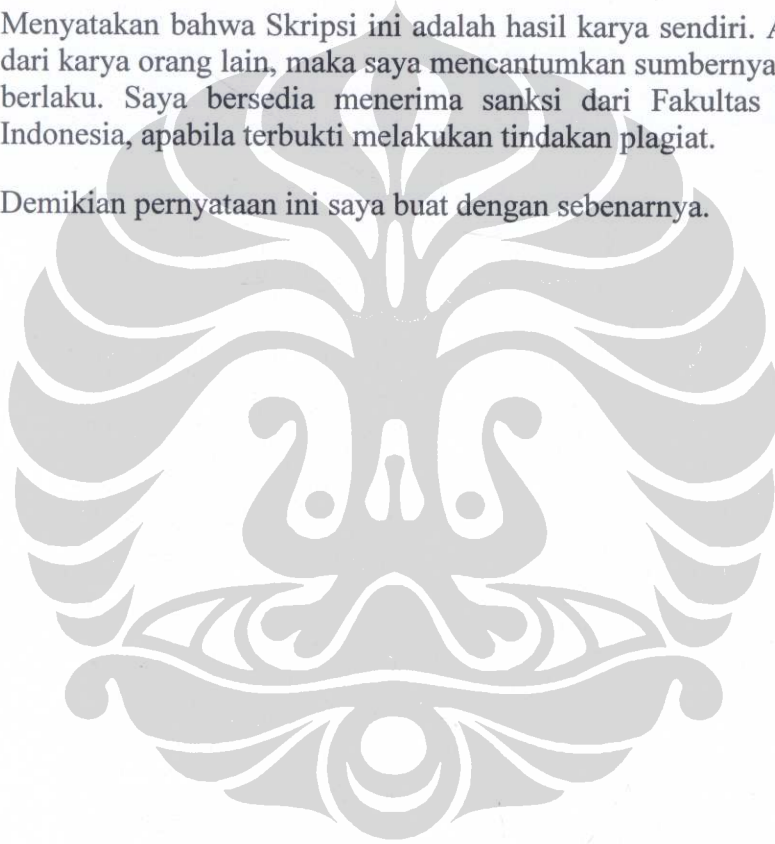 Menyatakan bahwa Skripsi ini adalah hasil karya sendiri.
dari karya orang lain, maka saya mencantumkan sumbernya
berlaku. Saya bersedia menerima sanksi dari Fakultas
Indonesia, apabila terbukti melakukan tindakan plagiat.
Demikian pernyataan ini saya buat dengan sebenarnya.